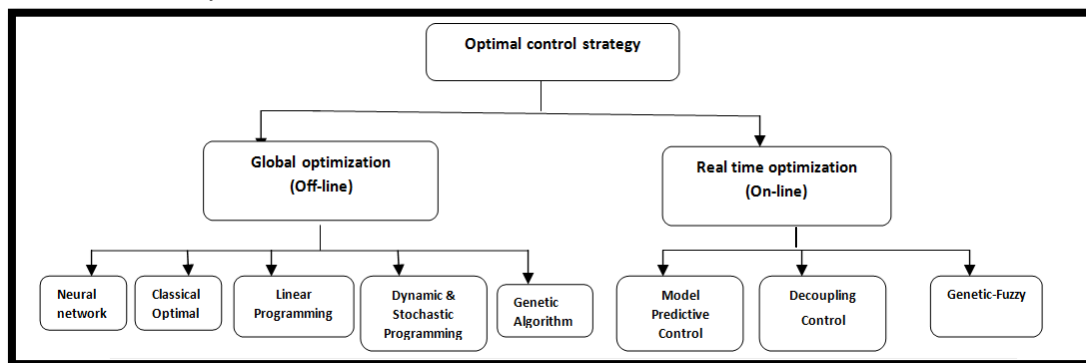 Optimal control strategy
Global optimization
(Off-line)
Real time optimization
(On-line)
Neural
network
Classical
Optimal
Linear
Programming
Dynamic &
Stochastic
Programming
Genetic
Algorithm
Model
Predictive
Control
Decoupling
Control
Genetic-Fuzzy